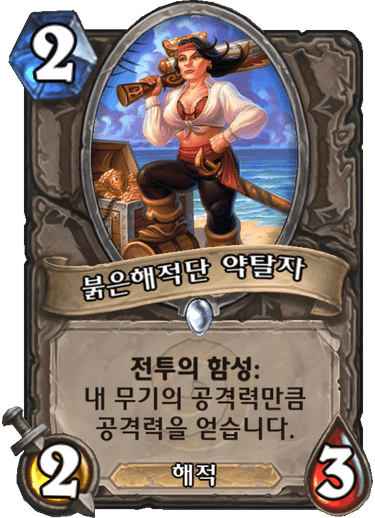 2
붉은해적단 약탈자
전투의 함성:
내 무기의 공격력만큼
공격력을 얻습니다.
2
해적
3